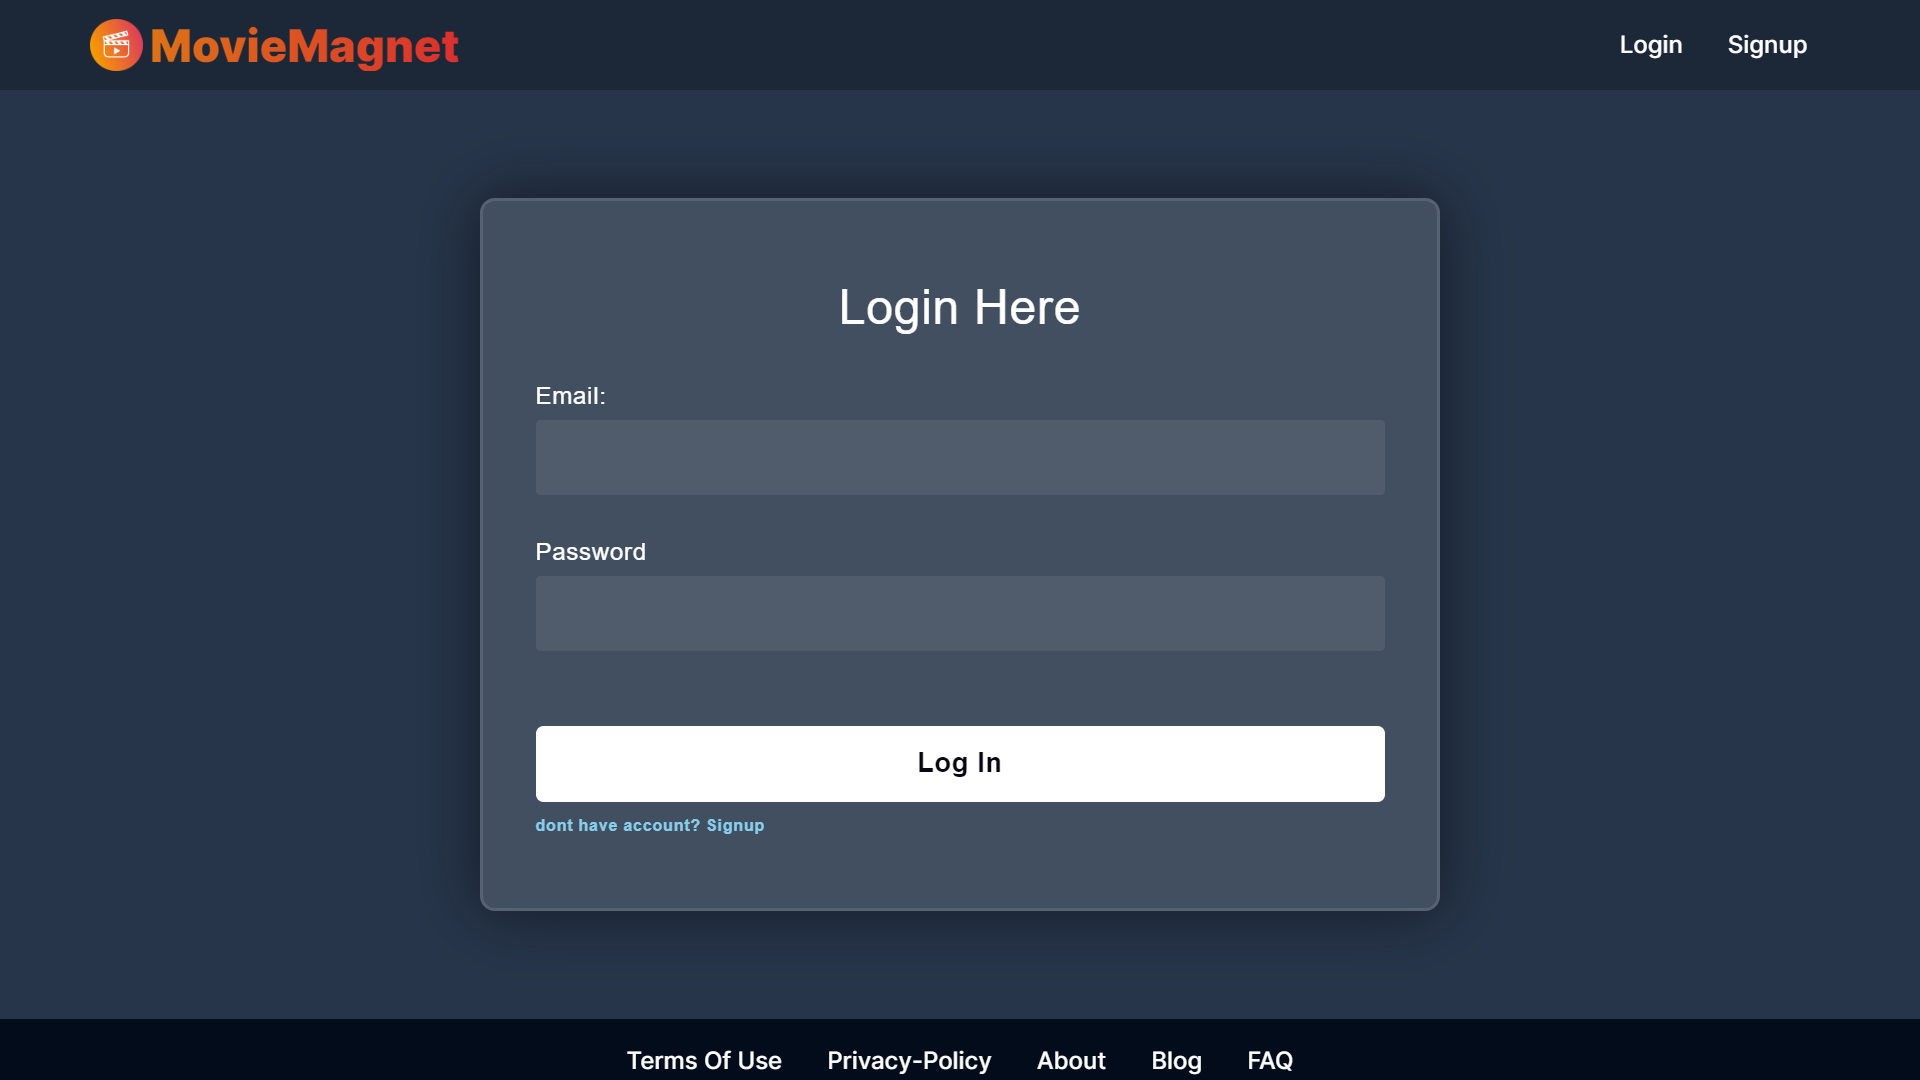 MovieMagnet
Login Signup
Login Here
Email:
Password
Log In
dont have account? Signup
Terms Of Use Privacy-Policy About Blog FAQ